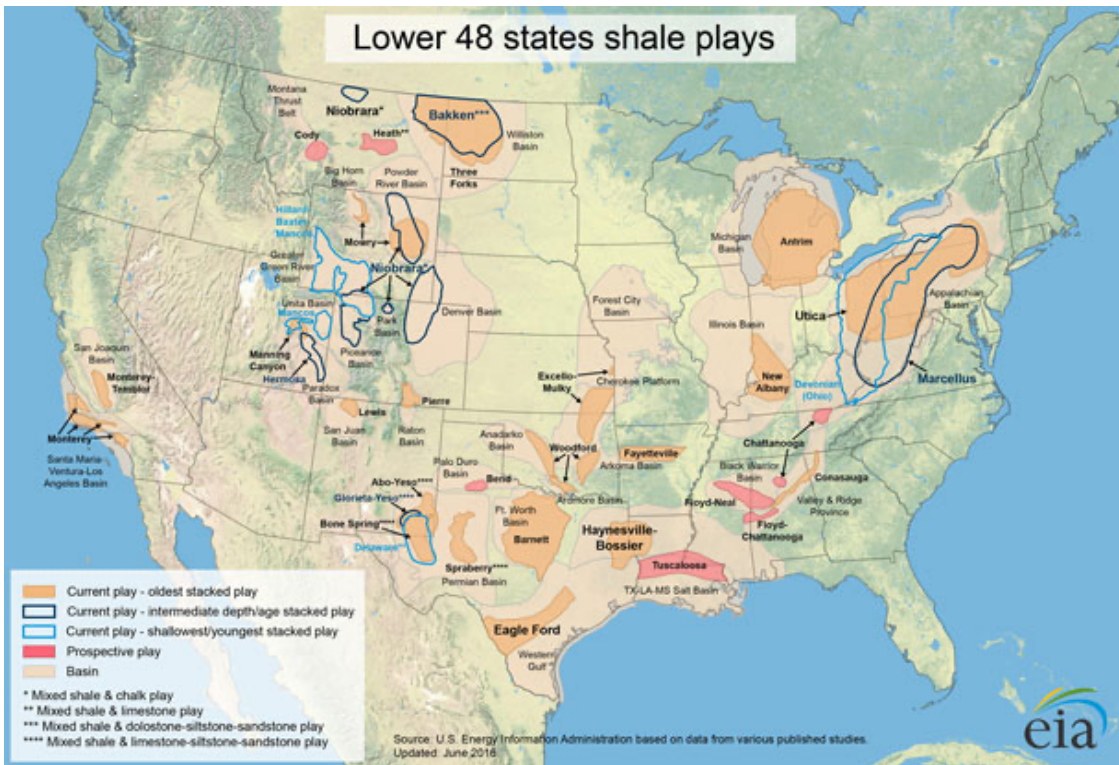 Lower 48 states shale plays
Montana
Thrust
Belt
Niobrara*
Bakken***
Cody
Heath**
Williston
Basin
Big Horn
Basin
Powder
River Basin
Three
Forks
Hilliard-
Baxter-
Mancos
Mowry
Michigan
Basin
Antrim
Greater
Green River
Basin
Niobrara*
Uinta Basin
Mancos
Park
Basin
Denver Basin
Forest City
Basin
Illinois Basin
Utica
Appalachian
Basin
San Joaquin
Basin
Monterey-
Temblor
Manning
Canyon
Piceance
Basin
Hermosa
Paradox
Basin
Excello-
Mulky
Cherokee Platform
New
Albany
Devonian
(Ohio)
Marcellus
Lewis
Pierre
San Juan
Basin
Raton
Basin
Monterey
Santa Maria-
Ventura-Los
Angeles Basin
Anadarko
Basin
Woodford
Fayetteville
Arkoma Basin
Chattanooga
Black Warrior
Basin
Conasauga
Palo Duro
Basin
Abo-Yeso****
Bend
Ardmore Basin
Floyd-Neal
Valley & Ridge
Province
Glorieta-Yeso****
Bone Spring****
Delaware
Ft. Worth
Basin
Barnett
Haynesville-
Bossier
Floyd-
Chattanooga
Spraberry****
Permian Basin
Tuscaloosa
TX-LA-MS Salt Basin
Eagle Ford
Western
Gulf
Current play - oldest stacked play
Current play - intermediate depth/age stacked play
Current play - shallowest/youngest stacked play
Prospective play
Basin
* Mixed shale & chalk play
** Mixed shale & limestone play
*** Mixed shale & dolostone-siltstone-sandstone play
**** Mixed shale & limestone-siltstone-sandstone play
Source: U.S. Energy Information Administration based on data from various published studies.
Updated: June 2016
eia